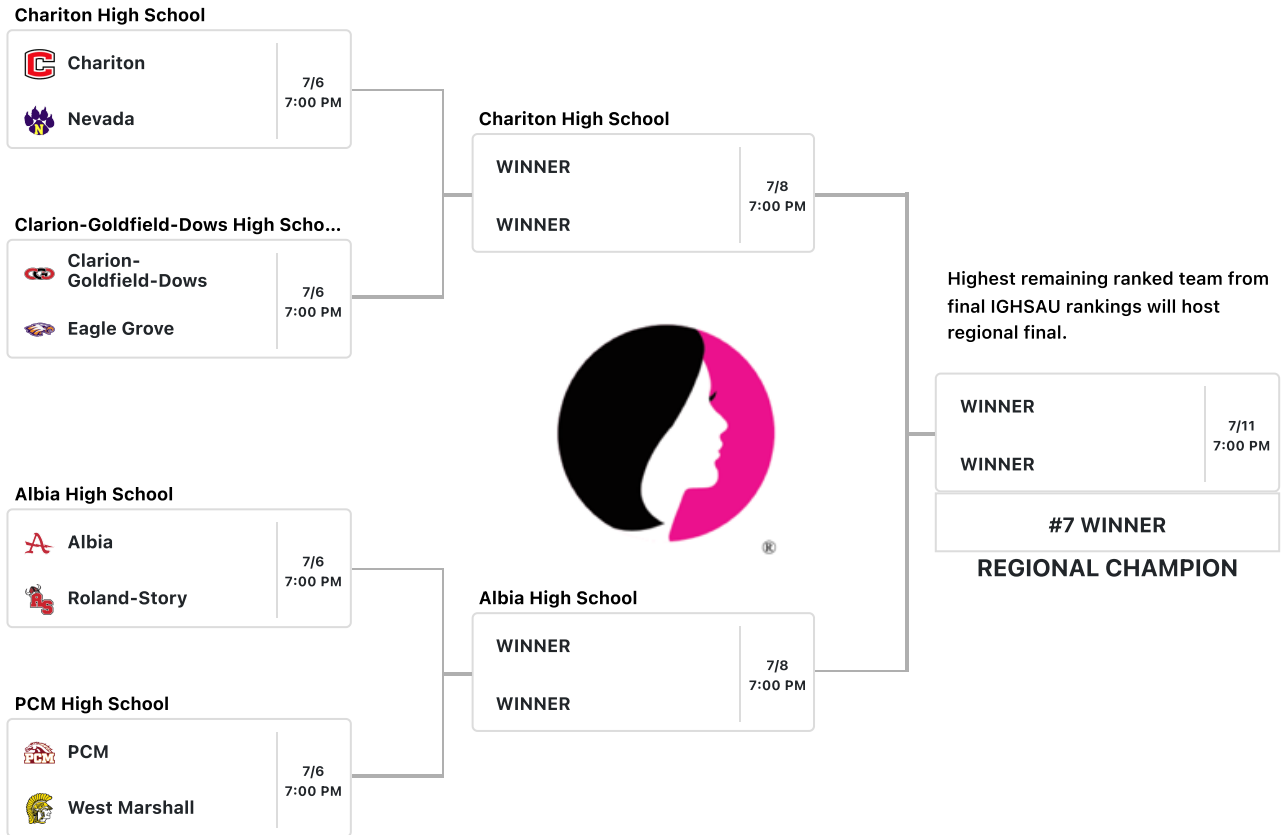 Chariton High School
Chariton
7/6
7:00 PM
Nevada
Clarion-Goldfield-Dows High Scho...
Clarion-
Goldfield-Dows
7/6
7:00 PM
Eagle Grove
Albia High School
Albia
7/6
7:00 PM
Roland-Story
PCM High School
PCM
7/6
7:00 PM
West Marshall
Chariton High School
WINNER
7/8
7:00 PM
WINNER
®
Albia High School
WINNER
7/8
7:00 PM
WINNER
Highest remaining ranked team from
final IGHSAU rankings will host
regional final.
WINNER
7/11
7:00 PM
WINNER
#7 WINNER
REGIONAL CHAMPION
C
N
CGD
A
RS
PCM